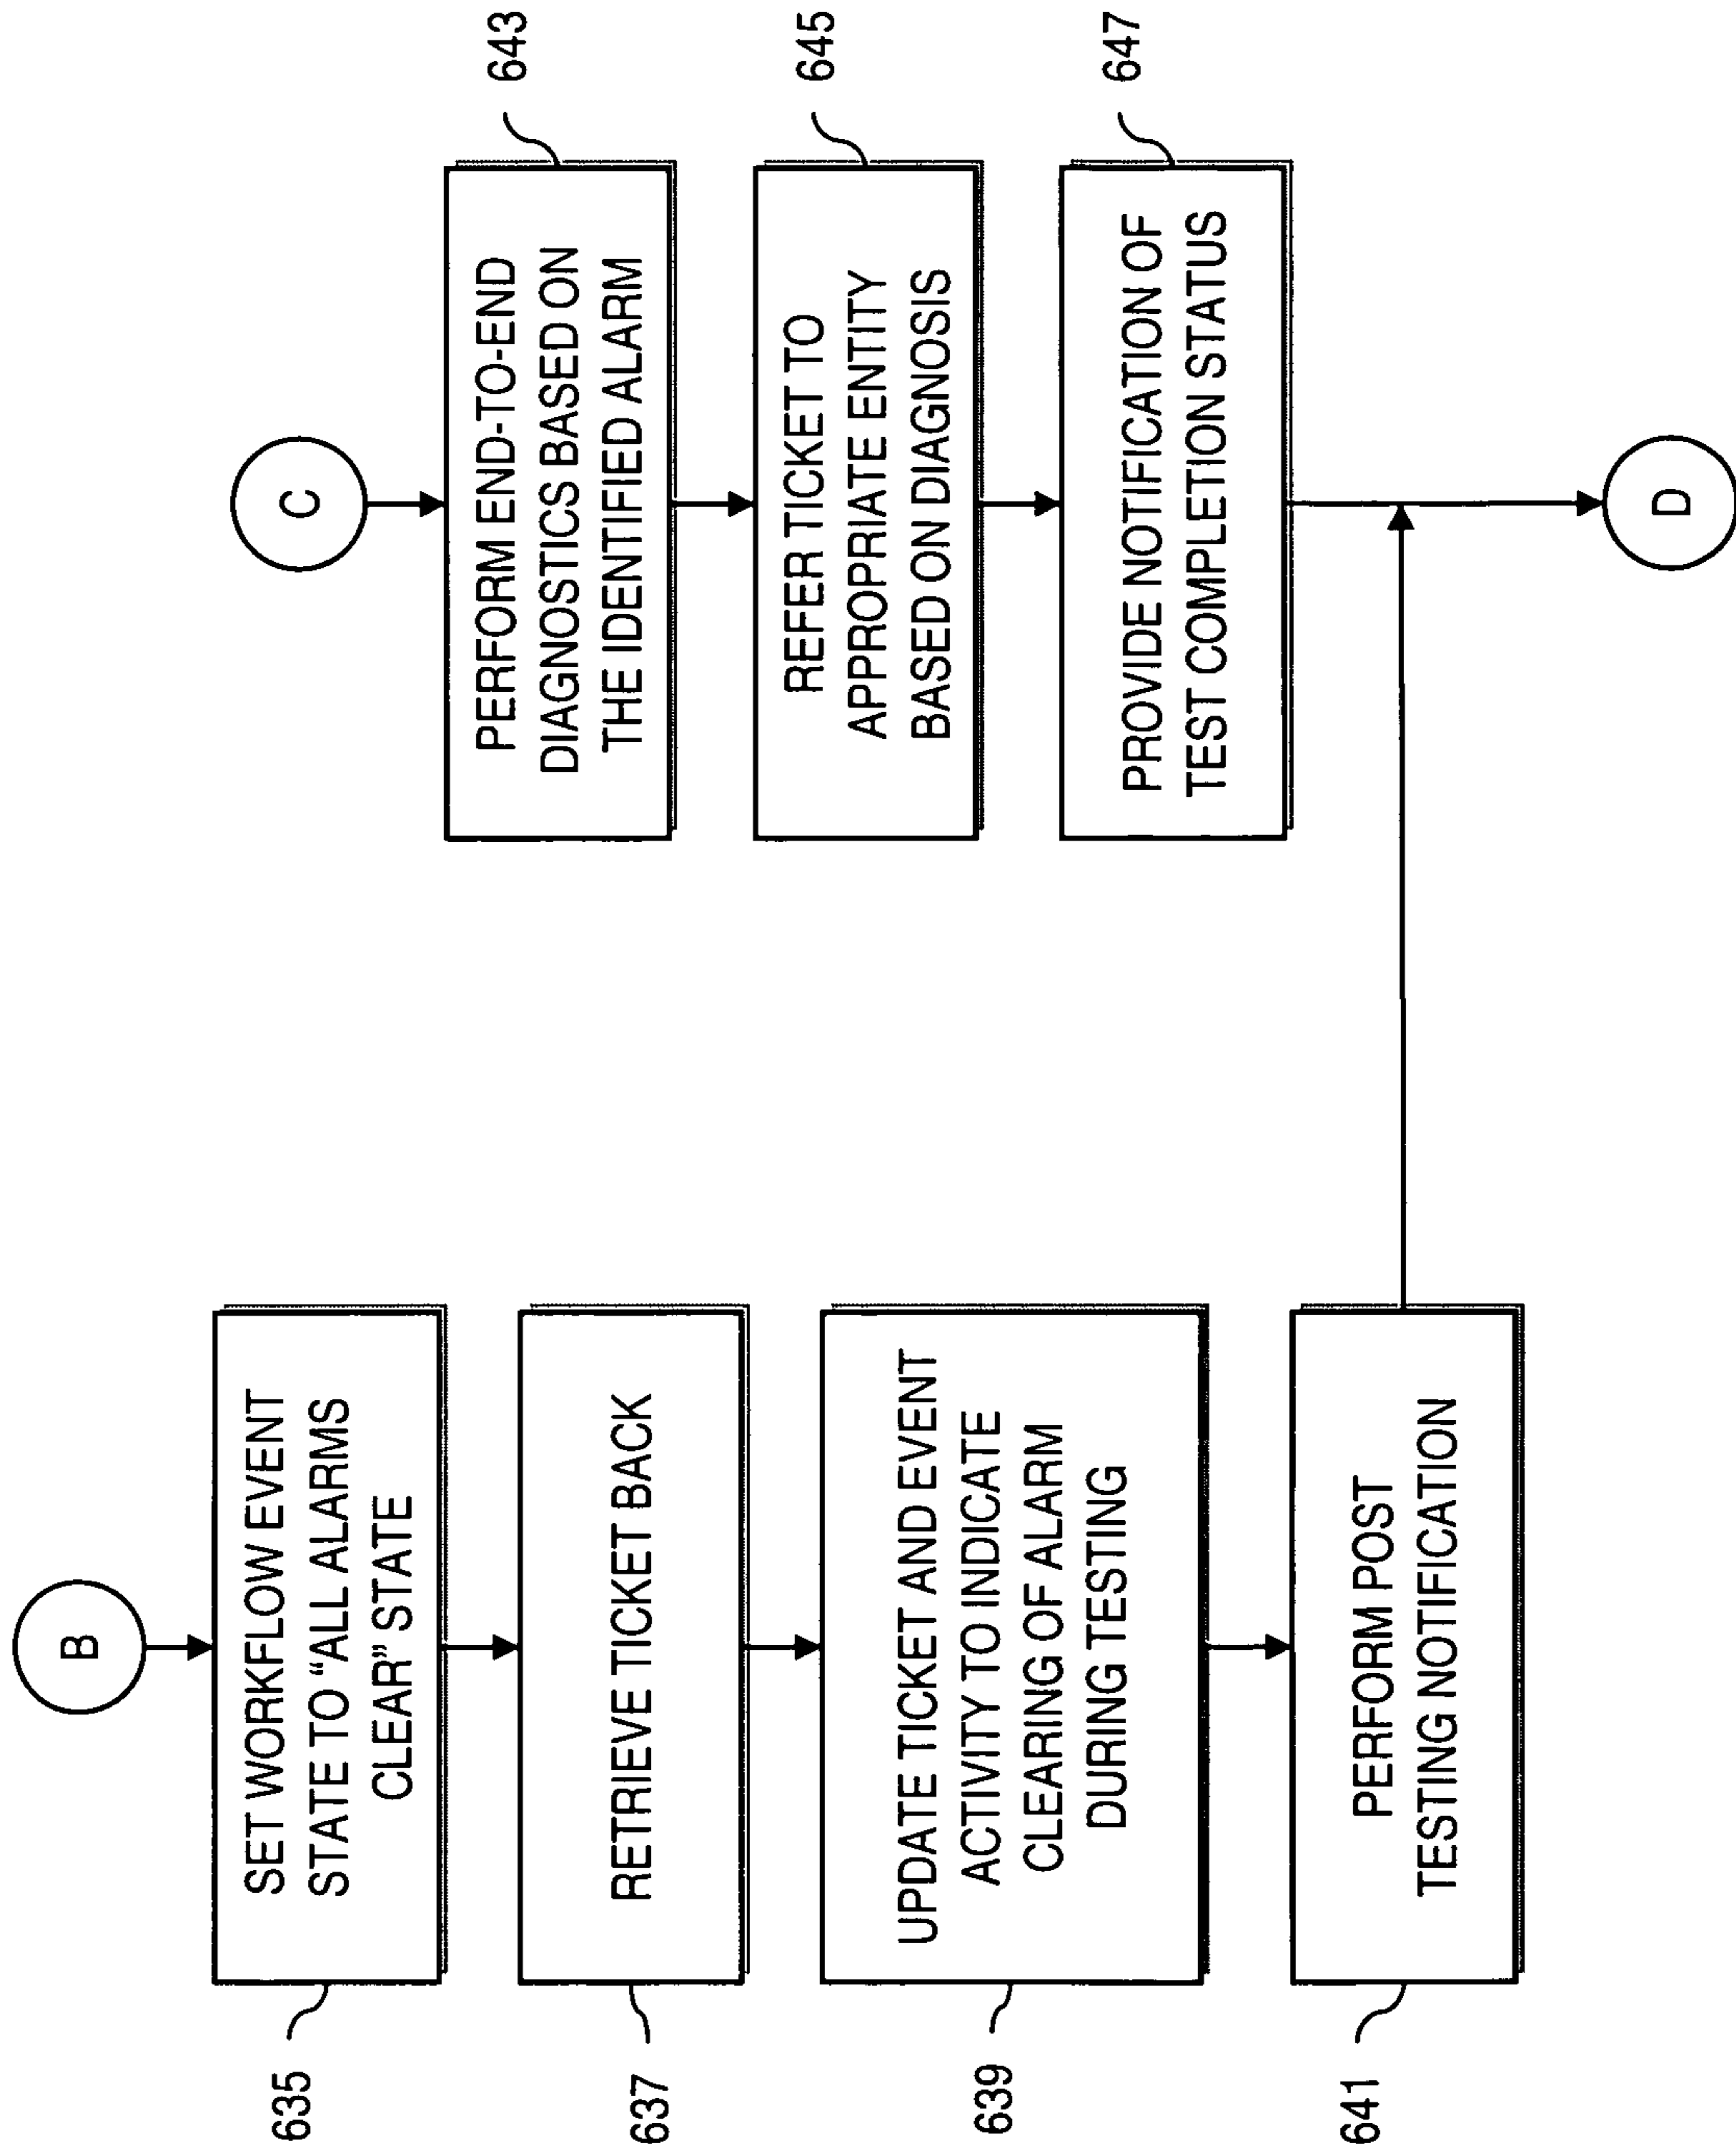 B
635
SET WORKFLOW EVENT
STATE TO “ALL ALARMS
CLEAR” STATE
637
RETRIEVE TICKET BACK
639
UPDATE TICKET AND EVENT
ACTIVITY TO INDICATE
CLEARING OF ALARM
DURING TESTING
641
PERFORM POST
TESTING NOTIFICATION
C
643
PERFORM END-TO-END
DIAGNOSTICS BASED ON
THE IDENTIFIED ALARM
645
REFER TICKET TO
APPROPRIATE ENTITY
BASED ON DIAGNOSIS
647
PROVIDE NOTIFICATION OF
TEST COMPLETION STATUS
D